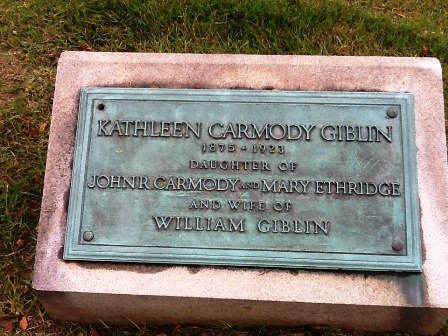 KATHLEEN CARMODY GIBLIN
1875 • 1923
DAUGHTER OF
JOHN R. CARMODY AND MARY ETHRIDGE
AND WIFE OF
WILLIAM GIBLIN